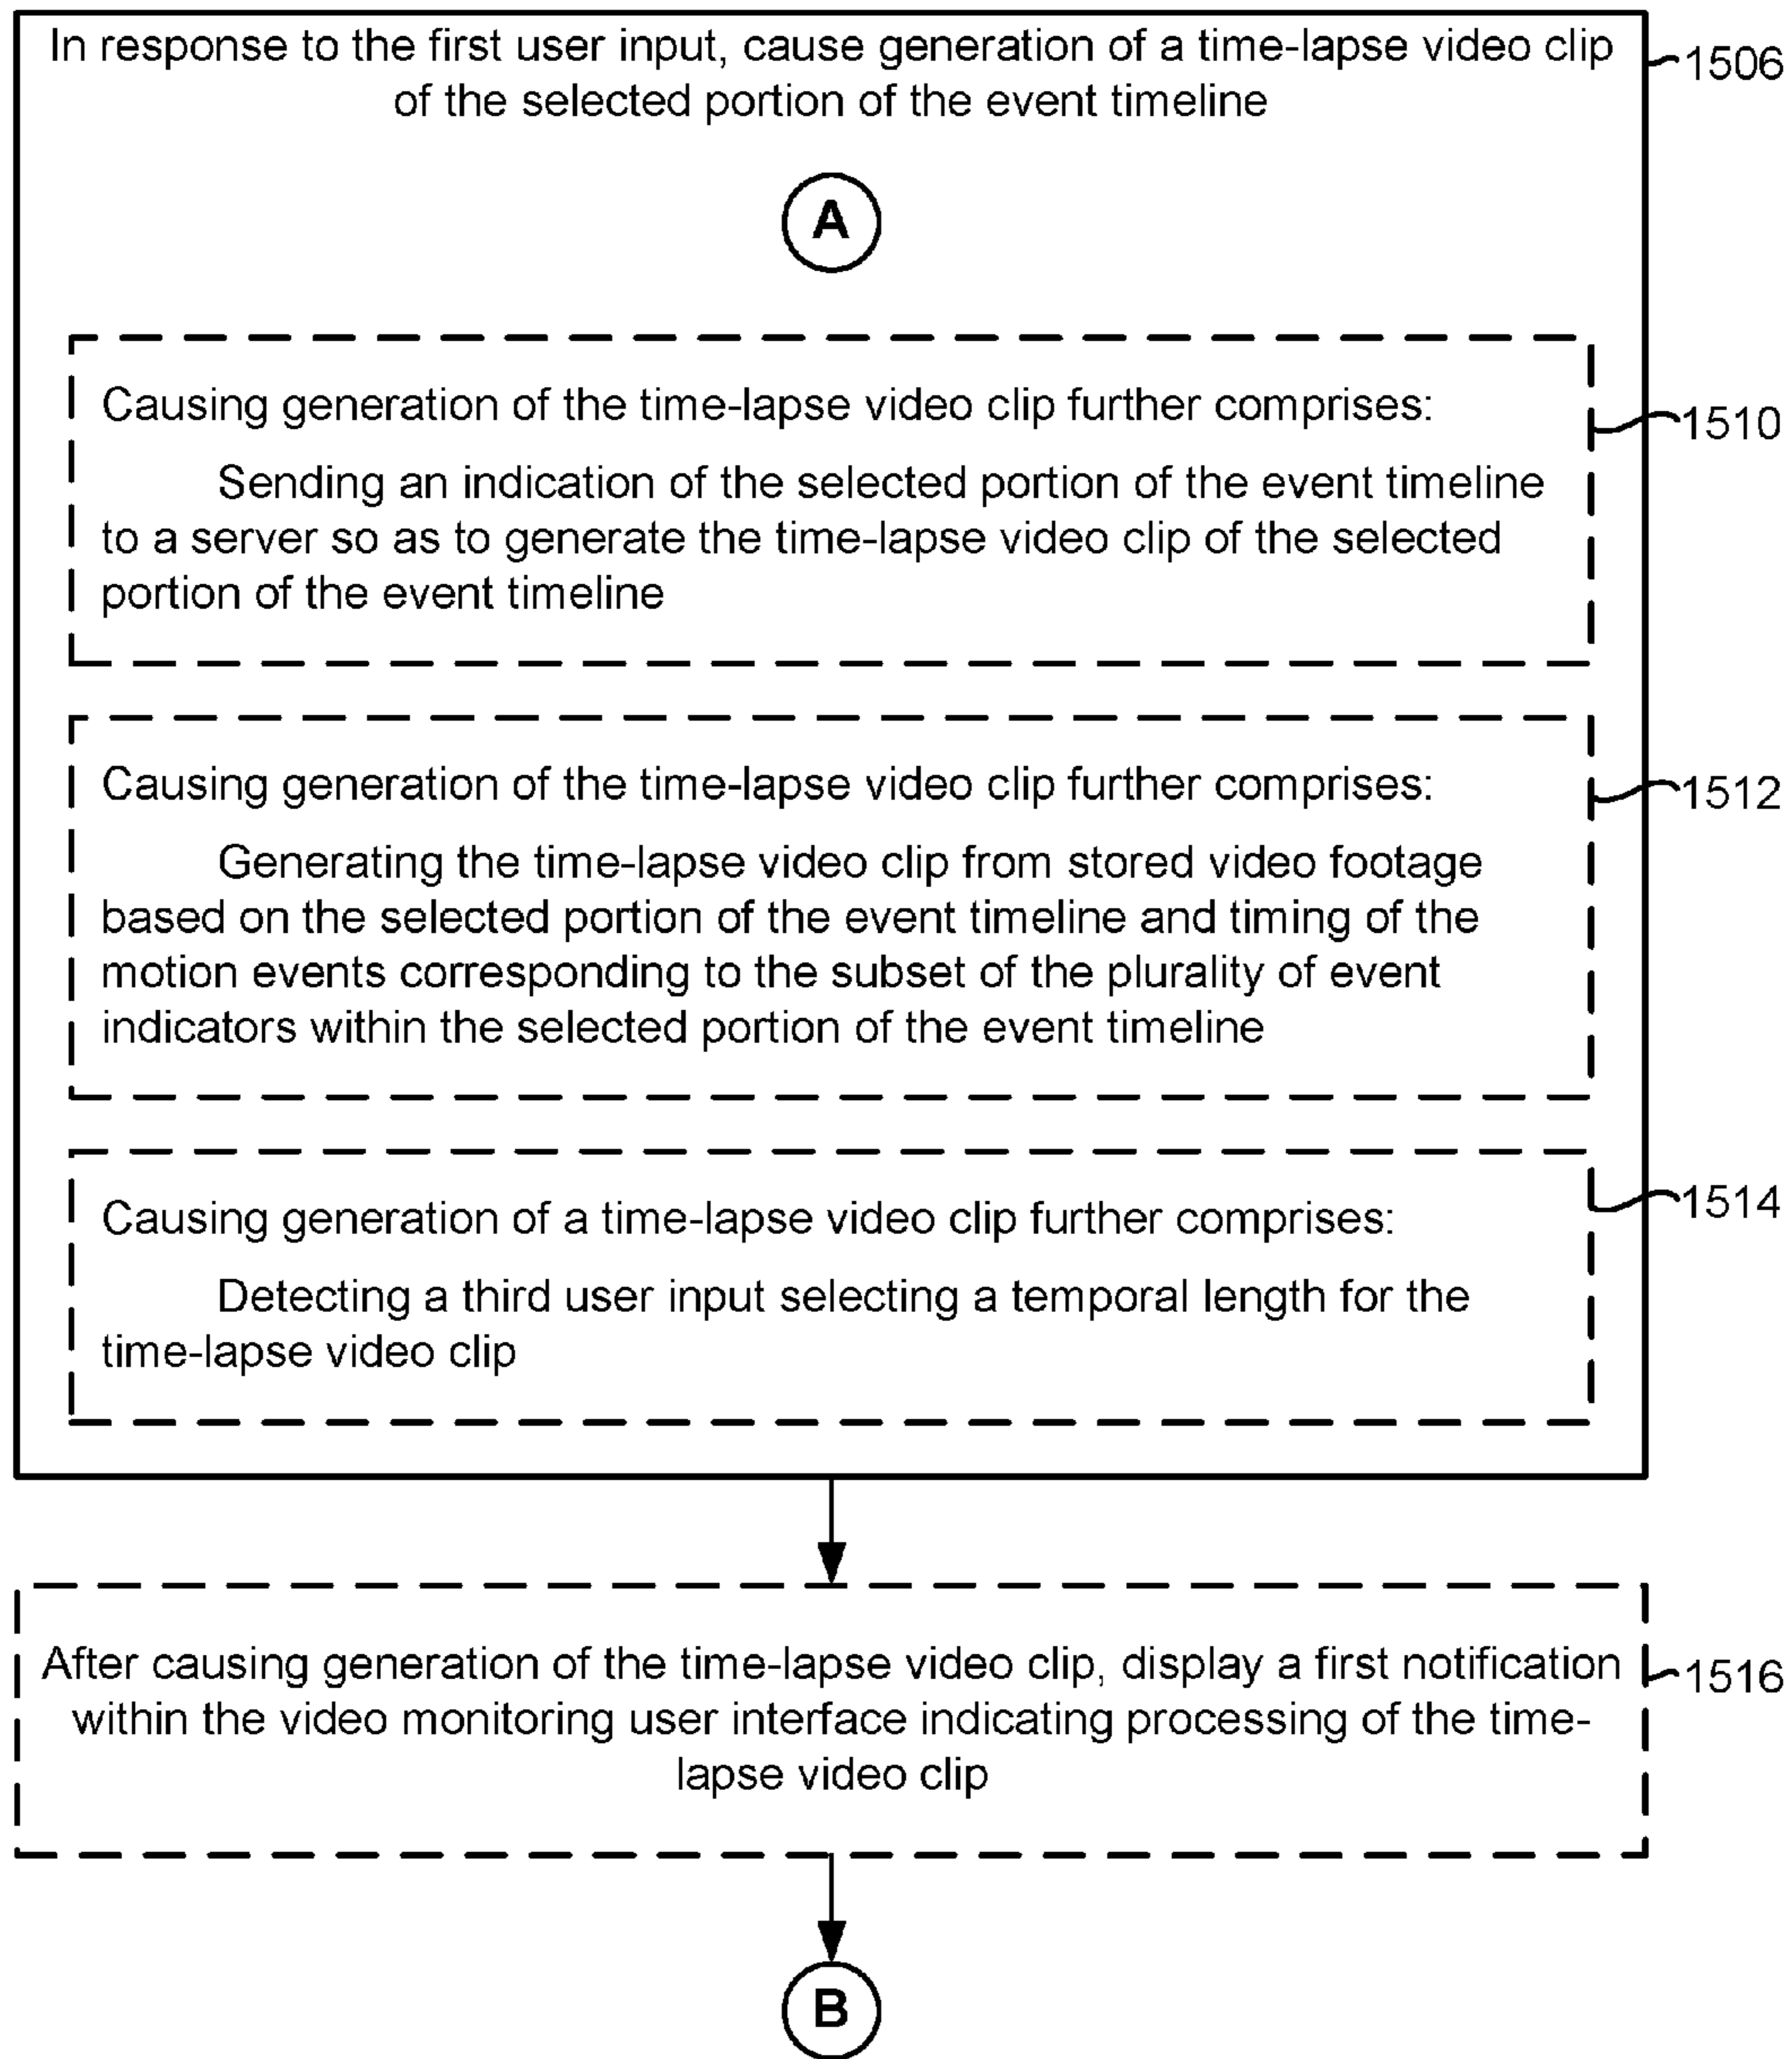 In response to the first user input, cause generation of a time-lapse video clip
of the selected portion of the event timeline
1506
A
Causing generation of the time-lapse video clip further comprises:
1510
Sending an indication of the selected portion of the event timeline
to a server so as to generate the time-lapse video clip of the selected
portion of the event timeline
Causing generation of the time-lapse video clip further comprises:
1512
Generating the time-lapse video clip from stored video footage
based on the selected portion of the event timeline and timing of the
motion events corresponding to the subset of the plurality of event
indicators within the selected portion of the event timeline
Causing generation of a time-lapse video clip further comprises:
1514
Detecting a third user input selecting a temporal length for the
time-lapse video clip
After causing generation of the time-lapse video clip, display a first notification
1516
within the video monitoring user interface indicating processing of the time-
lapse video clip
B